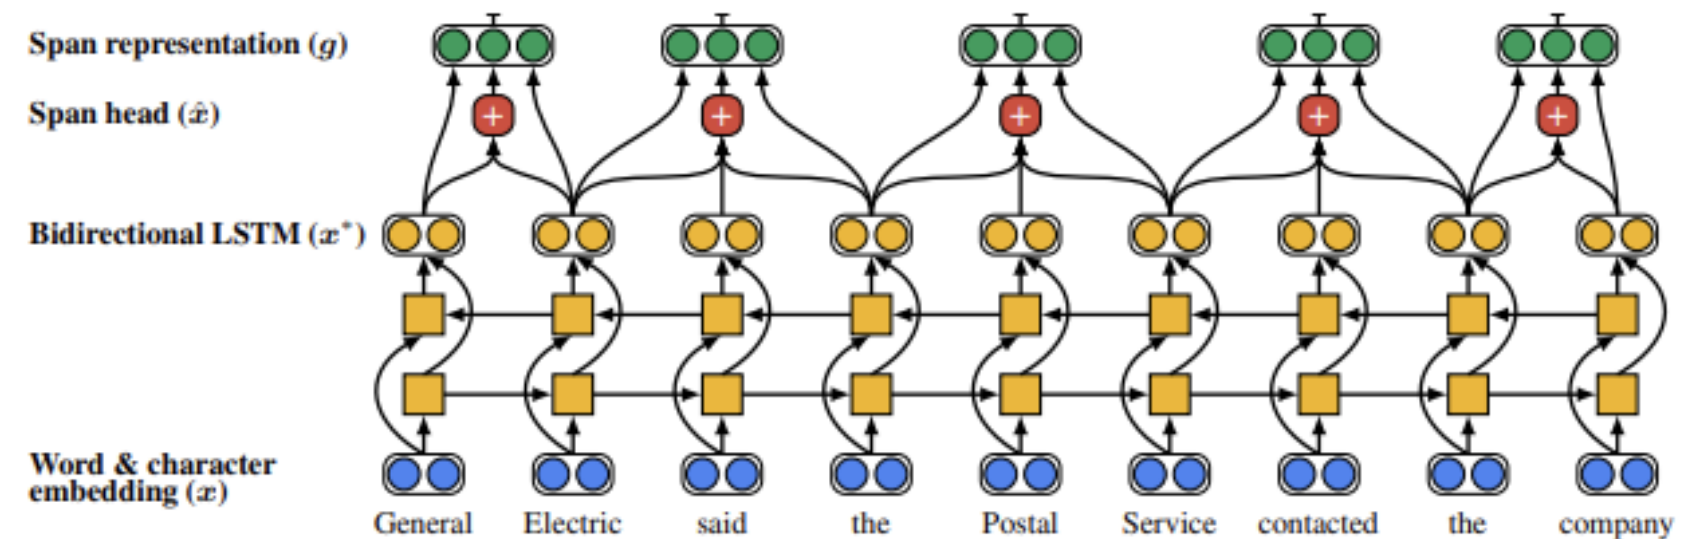 Span representation (g)
Span head (x̂)
+ + + + +
Bidirectional LSTM (x*)
Word & character
embedding (x)
General Electric said the Postal Service contacted the company